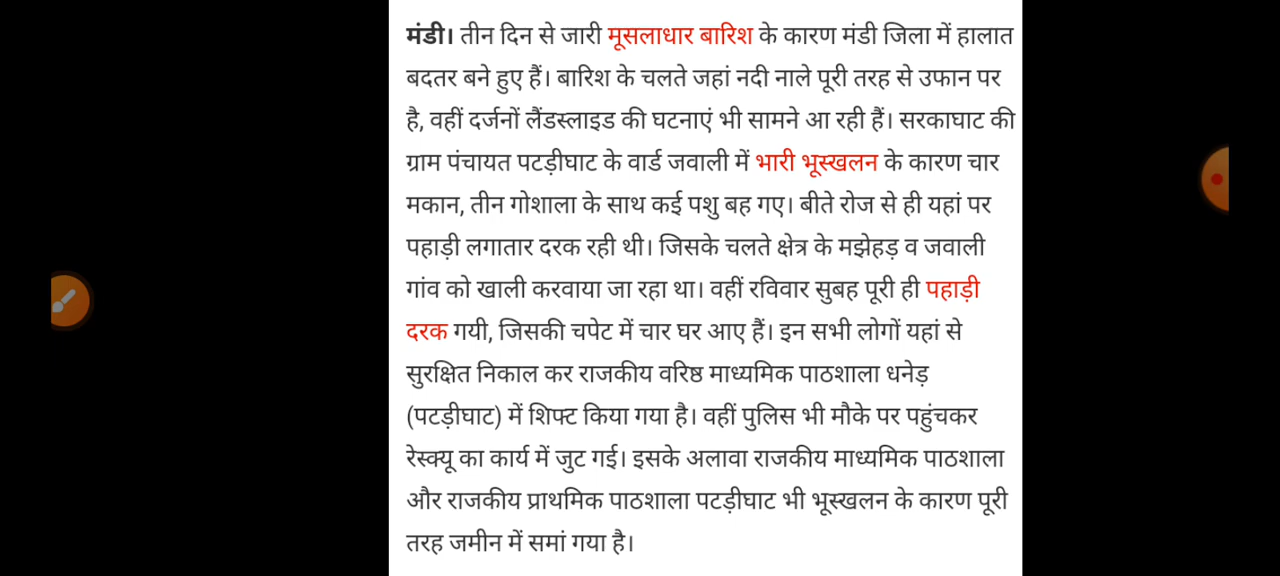 मंडी। तीन दिन से जारी मूसलाधार बारिश के कारण मंडी जिला में हालात
बदतर बने हुए हैं। बारिश के चलते जहां नदी नाले पूरी तरह से उफान पर
है, वहीं दर्जनों लैंडस्लाइड की घटनाएं भी सामने आ रही हैं। सरकाघाट की
ग्राम पंचायत पटड़ीघाट के वार्ड जवाली में भारी भूस्खलन के कारण चार
मकान, तीन गोशाला के साथ कई पशु बह गए। बीते रोज से ही यहां पर
पहाड़ी लगातार दरक रही थी। जिसके चलते क्षेत्र के मझेहड़ व जवाली
गांव को खाली करवाया जा रहा था। वहीं रविवार सुबह पूरी ही पहाड़ी
दरक गयी, जिसकी चपेट में चार घर आए हैं। इन सभी लोगों यहां से
सुरक्षित निकाल कर राजकीय वरिष्ठ माध्यमिक पाठशाला धनेड़
(पटड़ीघाट) में शिफ्ट किया गया है। वहीं पुलिस भी मौके पर पहुंचकर
रेस्क्यू का कार्य में जुट गई। इसके अलावा राजकीय माध्यमिक पाठशाला
और राजकीय प्राथमिक पाठशाला पटड़ीघाट भी भूस्खलन के कारण पूरी
तरह जमीन में समां गया है।